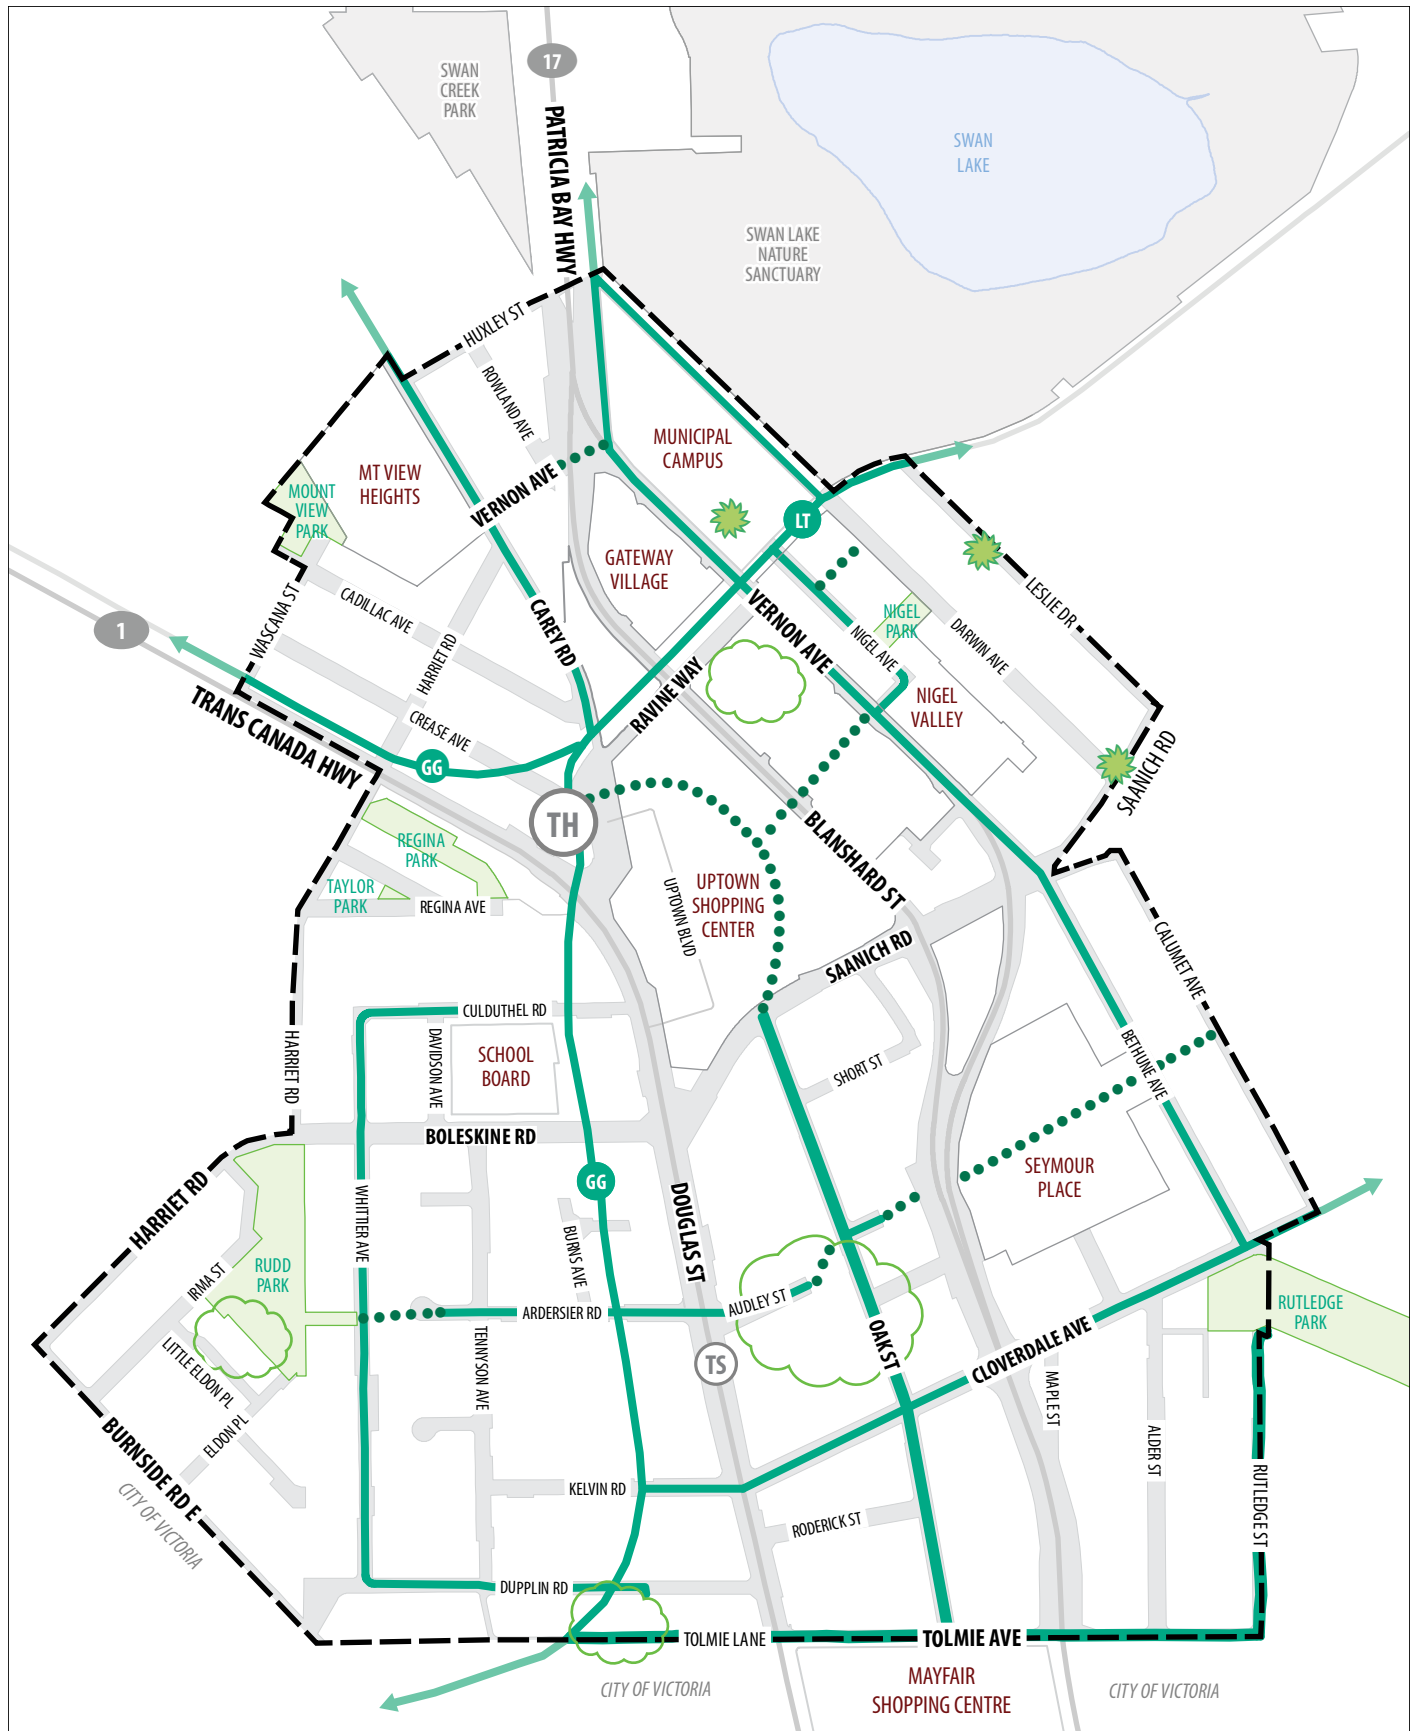 SWAN
CREEK
PARK
17
PATRICIA BAY HWY
SWAN
LAKE
SWAN LAKE
NATURE
SANCTUARY
HUXLEY ST
ROWLAND AVE
MUNICIPAL
CAMPUS
MT VIEW
HEIGHTS
MOUNT
VIEW
PARK
VERNON AVE
LT
GATEWAY
VILLAGE
VERNON AVE
NIGEL
PARK
LESLIE DR
DARWIN AVE
NIGEL AVE
NIGEL
VALLEY
1
WASCANA ST
CADILLAC AVE
HARRIET RD
CAREY RD
RAVINE WAY
TRANS CANADA HWY
CREASE AVE
GG
SAANICH RD
TH
BLANSHARD ST
REGINA
PARK
TAYLOR
PARK
REGINA AVE
UPTOWN BLVD
UPTOWN
SHOPPING
CENTER
SAANICH RD
CALUMET AVE
CULDUTHEL RD
HARRIET RD
DAVIDSON AVE
SCHOOL
BOARD
SHORT ST
BETHUNE AVE
BOLESKINE RD
SEYMOUR
PLACE
GG
HARRIET RD
WHITTIER AVE
BURNS AVE
DOUGLAS ST
RUDD
PARK
IRMA ST
ARDERSIER RD
AUDLEY ST
RUTLEDGE
PARK
LITTLE ELDON PL
TENNYSON AVE
TS
OAK ST
CLOVERDALE AVE
MAPLE ST
ELDON PL
ALDER ST
BURNSIDE RD E
CITY OF VICTORIA
KELVIN RD
RODERICK ST
RUTLEDGE ST
DUPPLIN RD
TOLMIE LANE
TOLMIE AVE
CITY OF VICTORIA
MAYFAIR
SHOPPING CENTRE
CITY OF VICTORIA